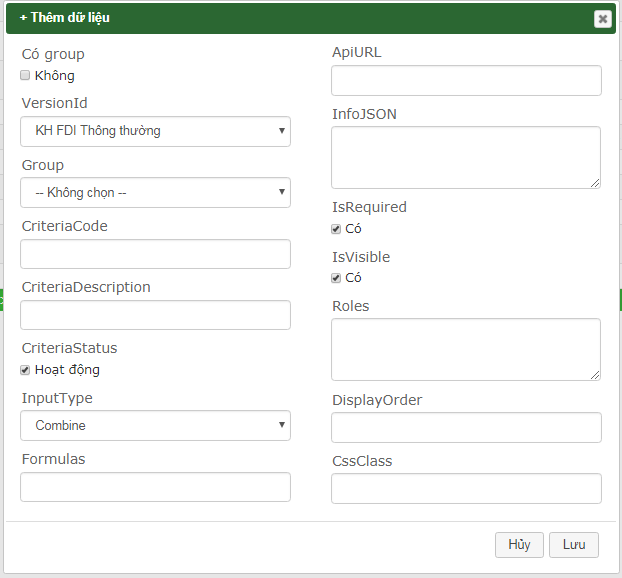 + Thêm dữ liệu
Có group
Không
VersionId
KH FDI Thông thường
Group
-- Không chọn --
CriteriaCode
CriteriaDescription
CriteriaStatus
Hoạt động
InputType
Combine
Formulas
ApiURL
InfoJSON
IsRequired
Có
IsVisible
Có
Roles
DisplayOrder
CssClass
Hủy
Lưu